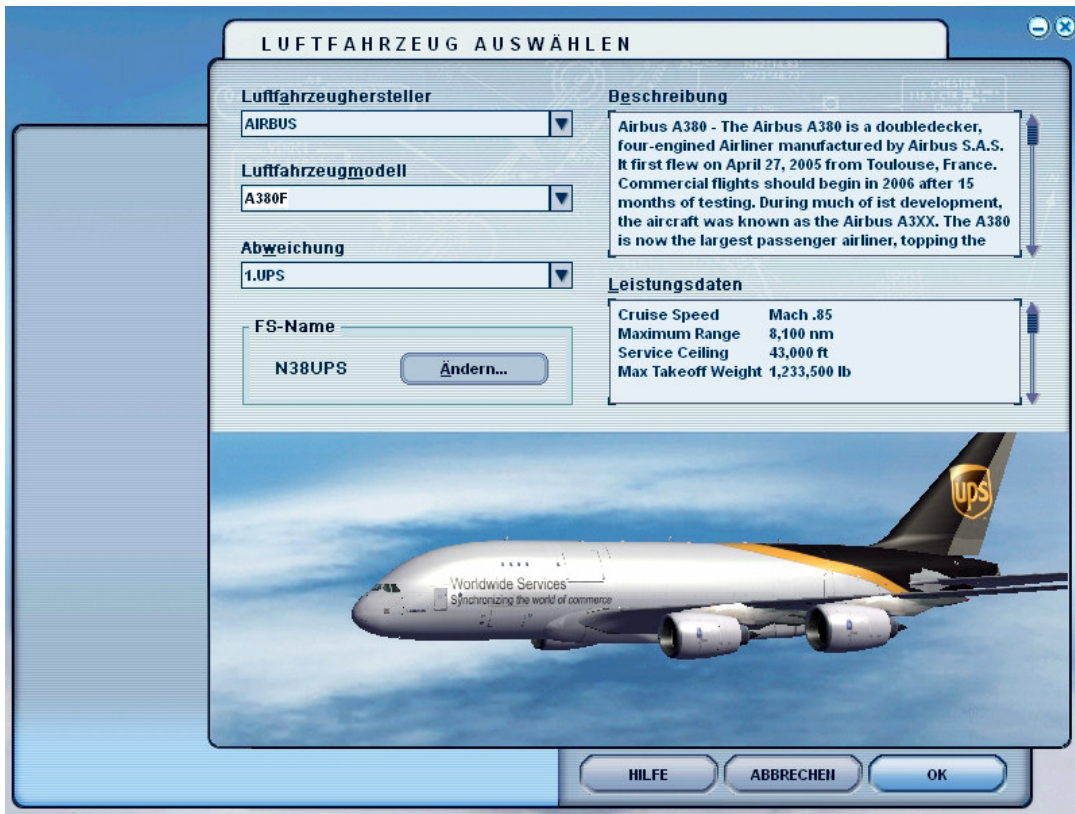 LUFTFAHRZEUG AUSWÄHLEN
Luftfahrzeughersteller
AIRBUS
Luftfahrzeugmodell
A380F
Abweichung
1.UPS
FS-Name
N38UPS
Ändern...
Beschreibung
Airbus A380 - The Airbus A380 is a doubledecker,
four-engined Airliner manufactured by Airbus S.A.S.
It first flew on April 27, 2005 from Toulouse, France.
Commercial flights should begin in 2006 after 15
months of testing. During much of ist development,
the aircraft was known as the Airbus A3XX. The A380
is now the largest passenger airliner, topping the
Leistungsdaten
Cruise Speed Mach .85
Maximum Range 8,100 nm
Service Ceiling 43,000 ft
Max Takeoff Weight 1,233,500 lb
ups
Worldwide Services
Synchronizing the world of commerce
HILFE
ABBRECHEN
OK